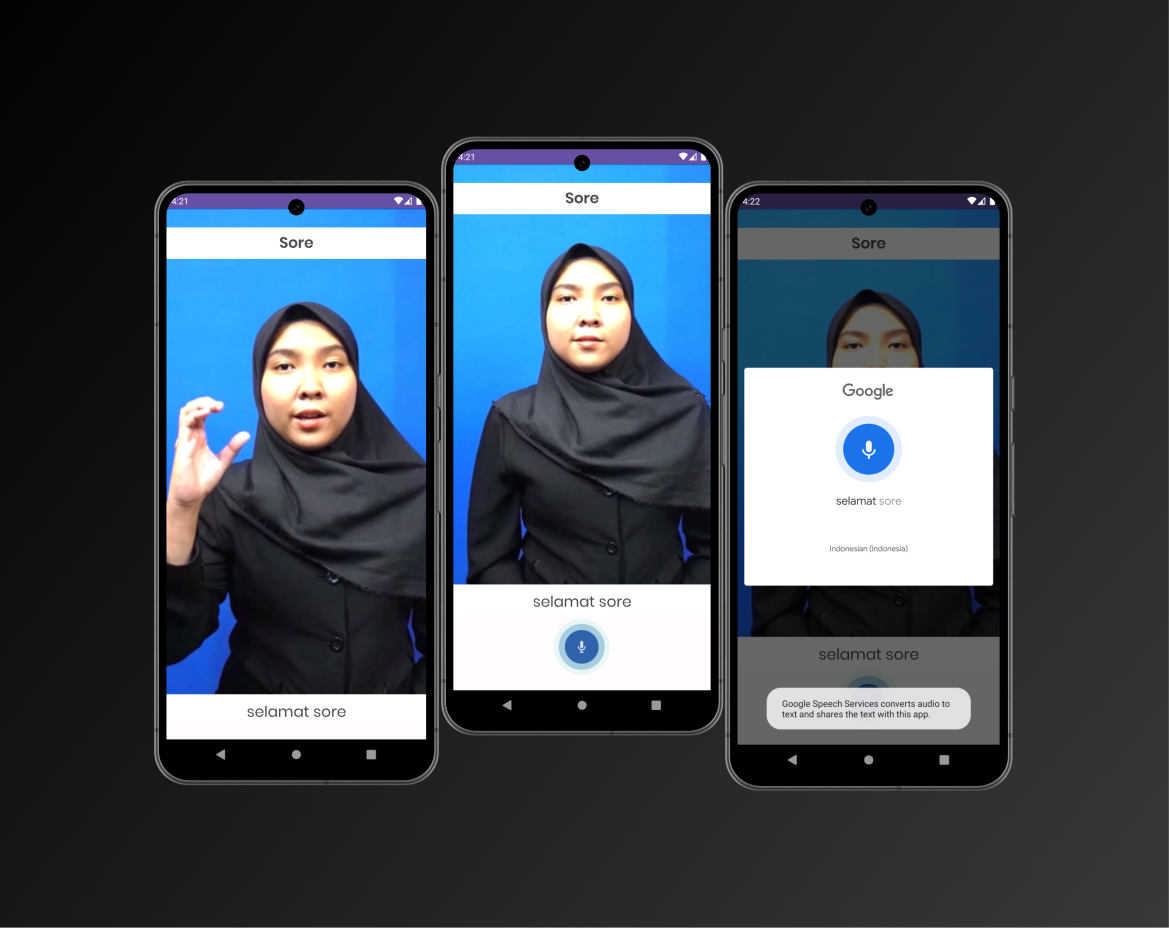 4:21
Sore
selamat sore
4:21
Sore
selamat sore
4:22
Sore
Google
selamat sore
Indonesian (Indonesia)
selamat sore
Google Speech Services converts audio to
text and shares the text with this app.